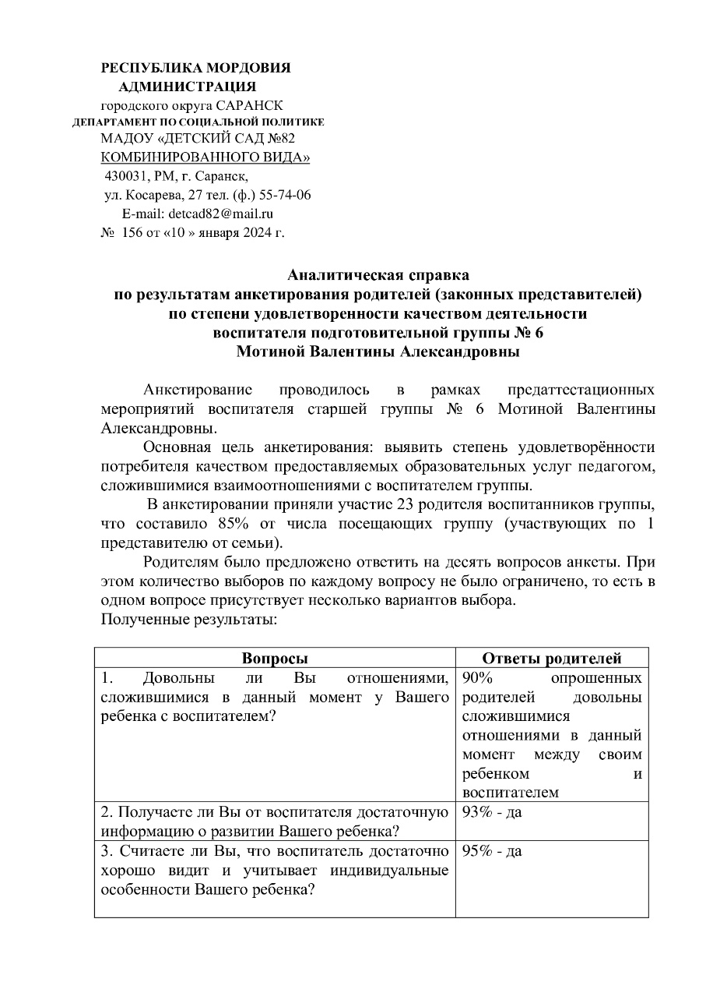 РЕСПУБЛИКА МОРДОВИЯ
АДМИНИСТРАЦИЯ
городского округа САРАНСК
ДЕПАРТАМЕНТ ПО СОЦИАЛЬНОЙ ПОЛИТИКЕ
МАДОУ «ДЕТСКИЙ САД №82
КОМБИНИРОВАННОГО ВИДА»
430031, РМ, г. Саранск,
ул. Косарева, 27 тел. (ф.) 55-74-06
E-mail: detcad82@mail.ru
№ 156 от «10 » января 2024 г.
Аналитическая справка
по результатам анкетирования родителей (законных представителей)
по степени удовлетворенности качеством деятельности
воспитателя подготовительной группы № 6
Мотиной Валентины Александровны
Анкетирование проводилось в рамках предаттестационных
мероприятий воспитателя старшей группы № 6 Мотиной Валентины
Александровны.
Основная цель анкетирования: выявить степень удовлетворённости
потребителя качеством предоставляемых образовательных услуг педагогом,
сложившимися взаимоотношениями с воспитателем группы.
В анкетировании приняли участие 23 родителя воспитанников группы,
что составило 85% от числа посещающих группу (участвующих по 1
представителю от семьи).
Родителям было предложено ответить на десять вопросов анкеты. При
этом количество выборов по каждому вопросу не было ограничено, то есть в
одном вопросе присутствует несколько вариантов выбора.
Полученные результаты:
Вопросы
Ответы родителей
1. Довольны ли Вы отношениями,
сложившимися в данный момент у Вашего
ребенка с воспитателем?
90% опрошенных
родителей довольны
сложившимися
отношениями в данный
момент между своим
ребенком и
воспитателем
2. Получаете ли Вы от воспитателя достаточную
информацию о развитии Вашего ребенка?
93% - да
3. Считаете ли Вы, что воспитатель достаточно
хорошо видит и учитывает индивидуальные
особенности Вашего ребенка?
95% - да